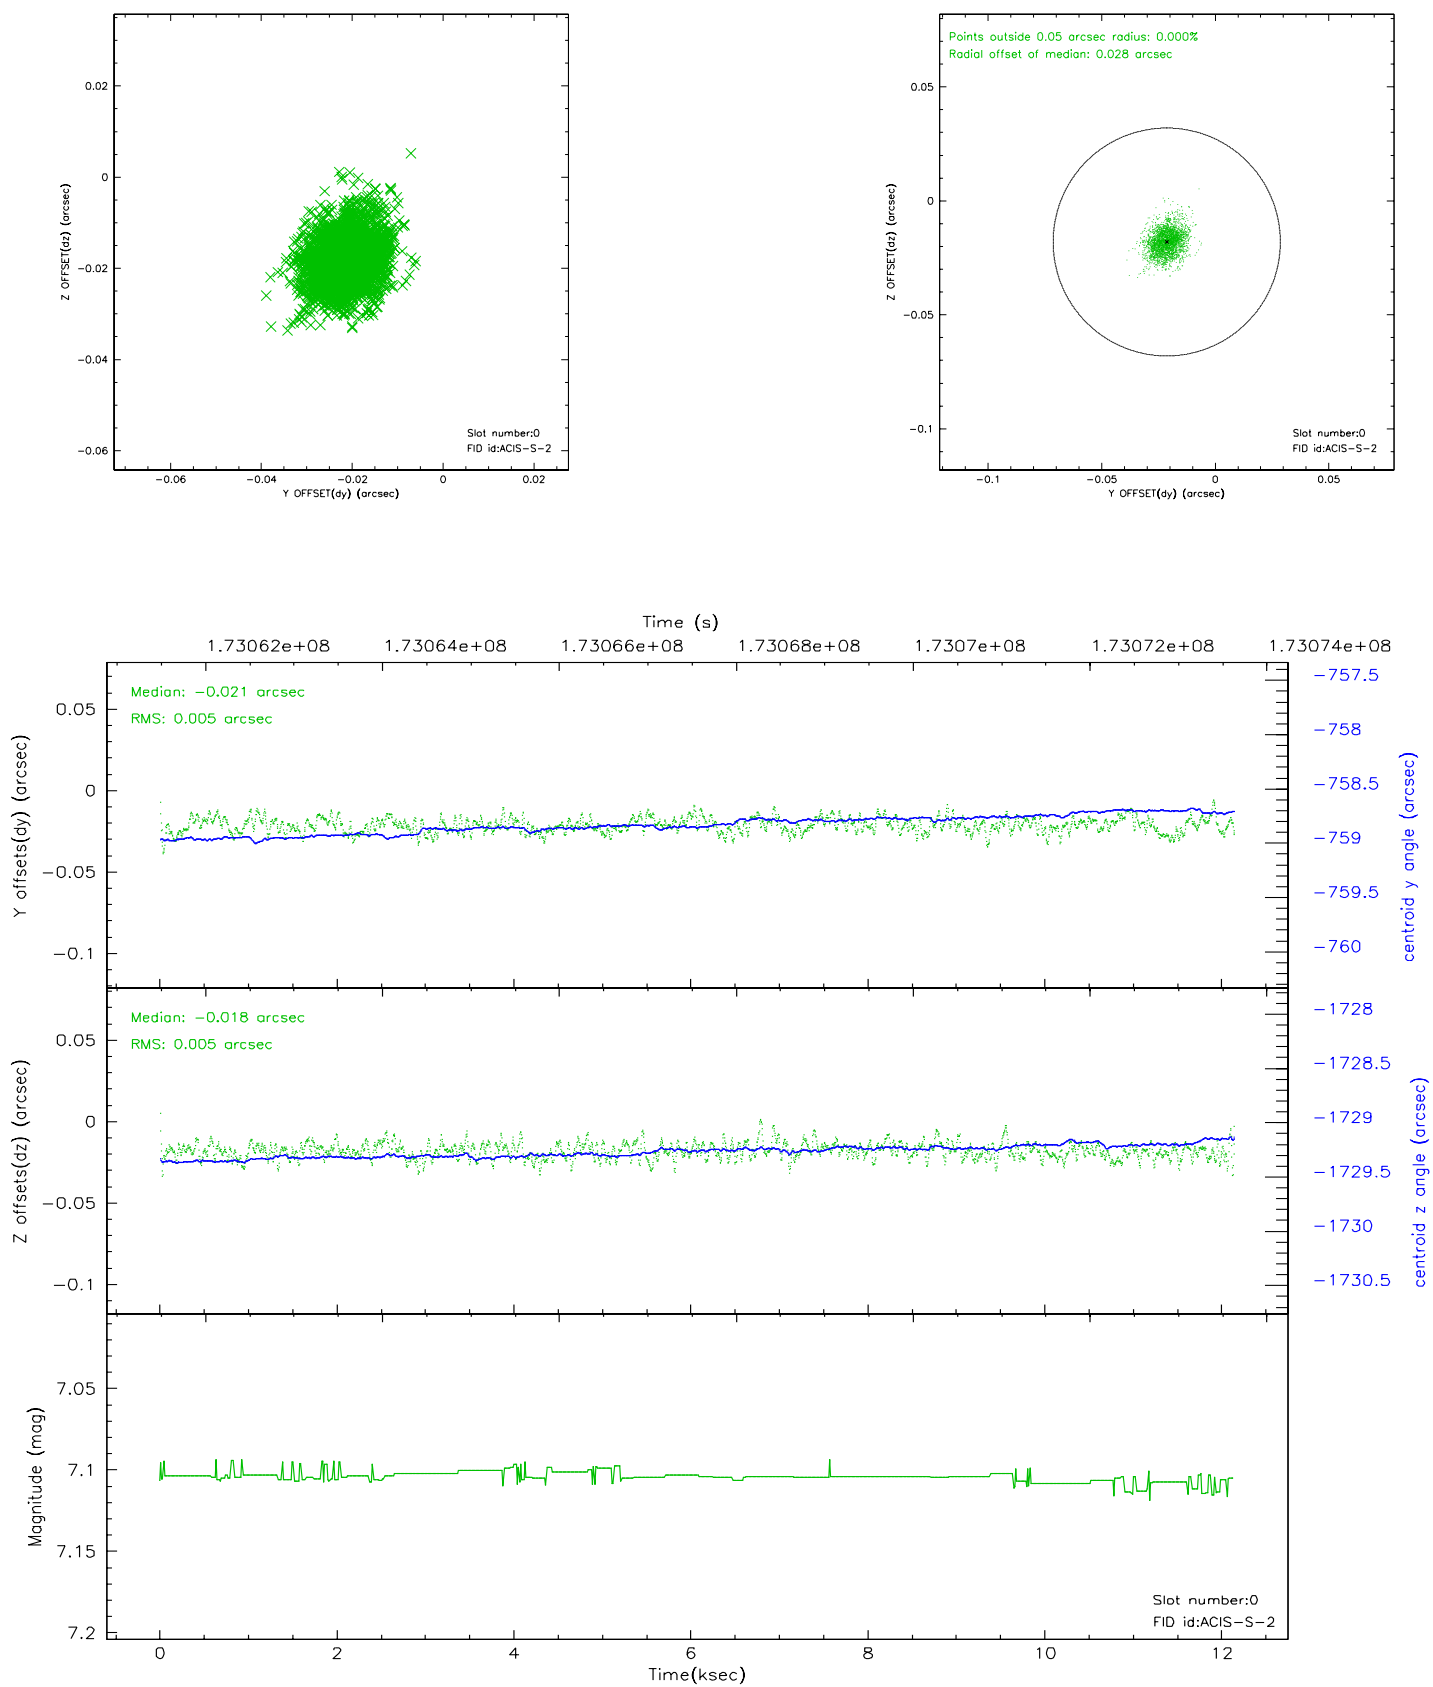 0.02
0
-0.02
-0.04
-0.06
Z OFFSET(dz) (arcsec)
Slot number:0
FID id:ACIS-S-2
-0.06 -0.04 -0.02 0 0.02
Y OFFSET(dy) (arcsec)
Points outside 0.05 arcsec radius: 0.000%
Radial offset of median: 0.028 arcsec
0.05
0
-0.05
-0.1
Z OFFSET(dz) (arcsec)
Slot number:0
FID id:ACIS-S-2
-0.1 -0.05 0 0.05
Y OFFSET(dy) (arcsec)
Time (s)
1.73062e+08 1.73064e+08 1.73066e+08 1.73068e+08 1.7307e+08 1.73072e+08 1.73074e+08
Median: -0.021 arcsec
RMS: 0.005 arcsec
0.05
0
-0.05
-0.1
Y offsets(dy) (arcsec)
-757.5
-758
-758.5
-759
-759.5
-760
centroid y angle (arcsec)
Median: -0.018 arcsec
RMS: 0.005 arcsec
0.05
0
-0.05
-0.1
Z offsets(dz) (arcsec)
-1728
-1728.5
-1729
-1729.5
-1730
-1730.5
centroid z angle (arcsec)
7.05
7.1
7.15
7.2
Magnitude (mag)
Slot number:0
FID id:ACIS-S-2
0 2 4 6 8 10 12
Time(ksec)